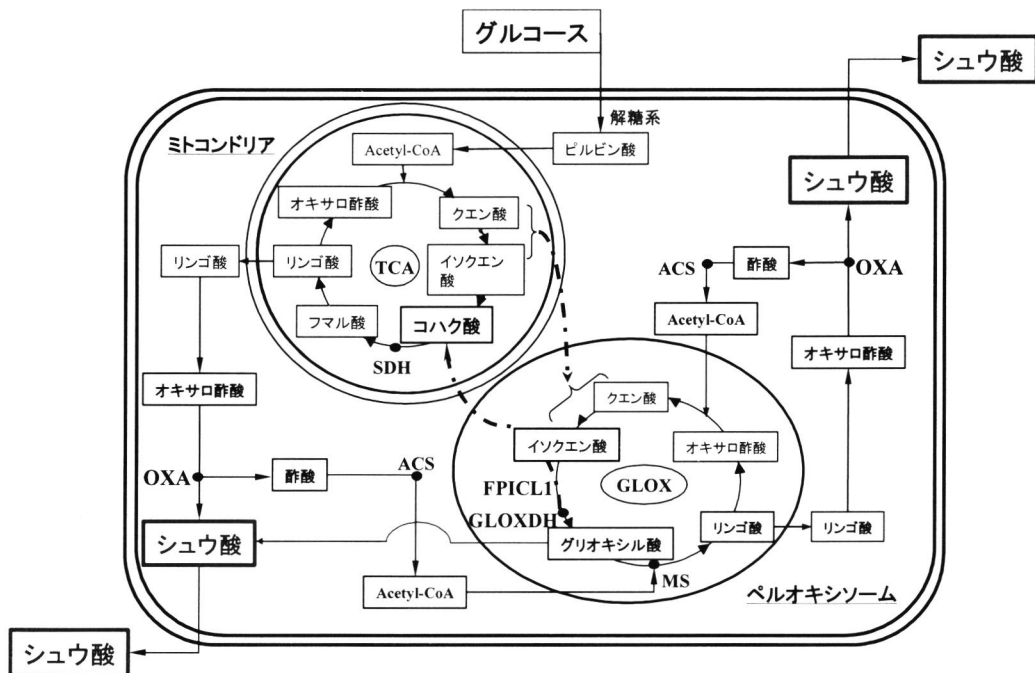 グルコース
シュウ酸
解糖系
ミトコンドリア
Acetyl-CoA
ピルビン酸
シュウ酸
オキサロ酢酸
クエン酸
リンゴ酸
リンゴ酸
TCA
イソクエン
酸
ACS
酢酸
OXA
フマル酸
コハク酸
Acetyl-CoA
SDH
オキサロ酢酸
オキサロ酢酸
クエン酸
イソクエン酸
オキサロ酢酸
OXA
酢酸
ACS
FPICL1
GLOX
GLOXDH
リンゴ酸
リンゴ酸
シュウ酸
グリオキシル酸
MS
Acetyl-CoA
ペルオキシソーム
シュウ酸